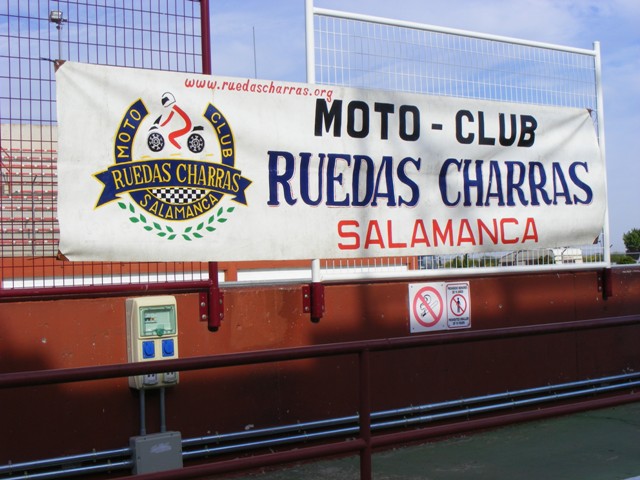 www.ruedascharras.org
MOTO CLUB
RUEDAS CHARRAS
SALAMANCA
MOTO - CLUB
RUEDAS CHARRAS
SALAMANCA